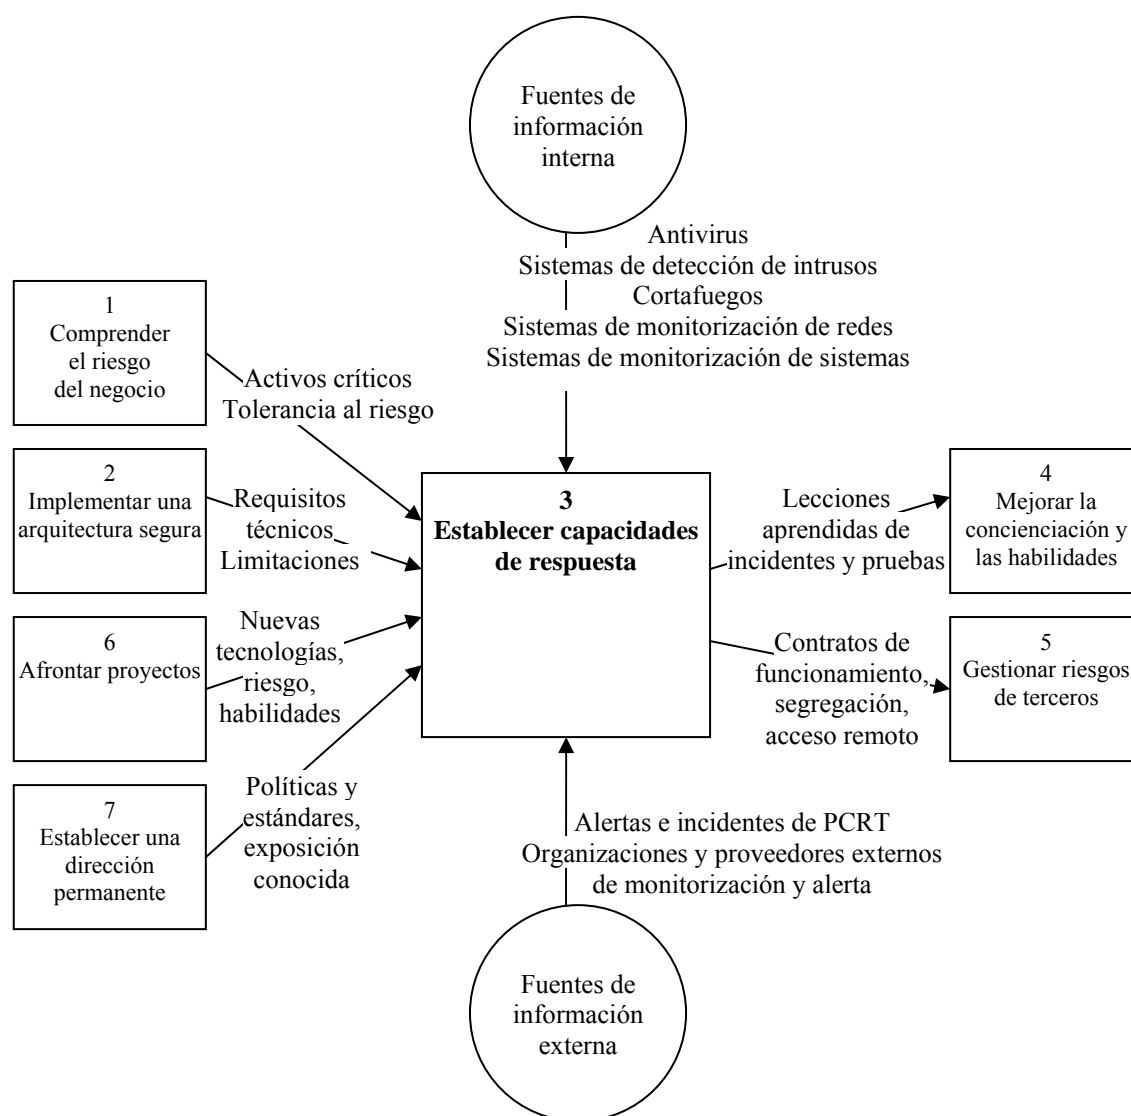 Fuentes de
información
interna
Antivirus
Sistemas de detección de intrusos
Cortafuegos
Sistemas de monitorización de redes
Sistemas de monitorización de sistemas
1
Comprender
el riesgo
del negocio
Activos críticos
Tolerancia al riesgo
2
Implementar una
arquitectura segura
Requisitos
técnicos
Limitaciones
6
Afrontar proyectos
Nuevas
tecnologías,
riesgo,
habilidades
7
Establecer una
dirección
permanente
Políticas y
estándares,
exposición
conocida
3
Establecer capacidades
de respuesta
Lecciones
aprendidas de
incidentes y pruebas
4
Mejorar la
concienciación y
las habilidades
Contratos de
funcionamiento,
segregación,
acceso remoto
5
Gestionar riesgos
de terceros
Alertas e incidentes de PCRT
Organizaciones y proveedores externos
de monitorización y alerta
Fuentes de
información
externa